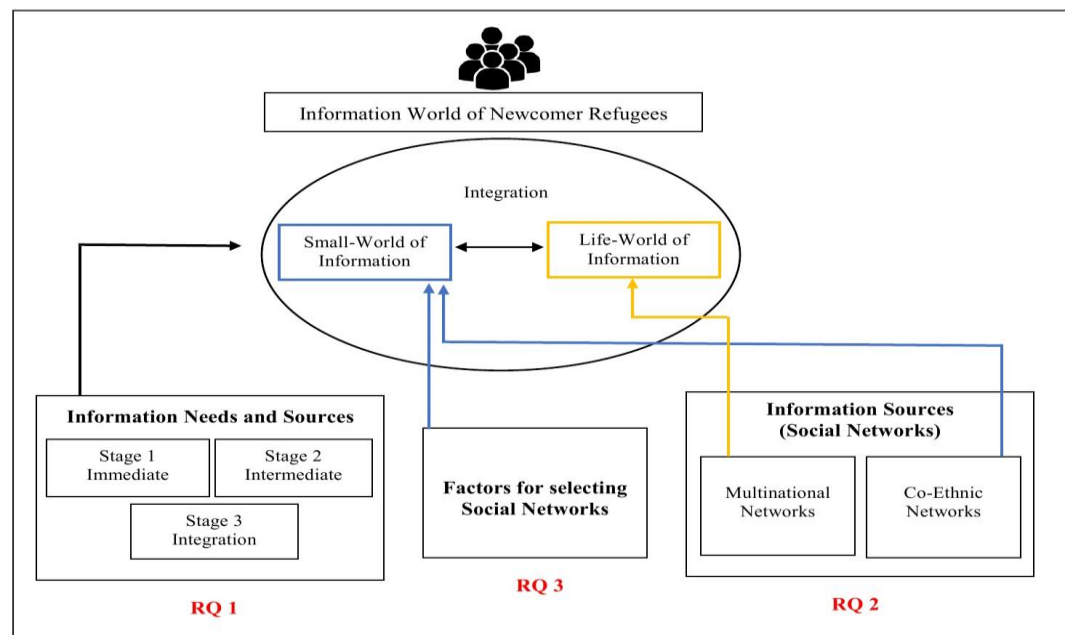 Information World of Newcomer Refugees
Integration
Small-World of
Information
Life-World of
Information
Information Needs and Sources
Stage 1
Immediate
Stage 2
Intermediate
Stage 3
Integration
RQ 1
Factors for selecting
Social Networks
RQ 3
Information Sources
(Social Networks)
Multinational
Networks
Co-Ethnic
Networks
RQ 2